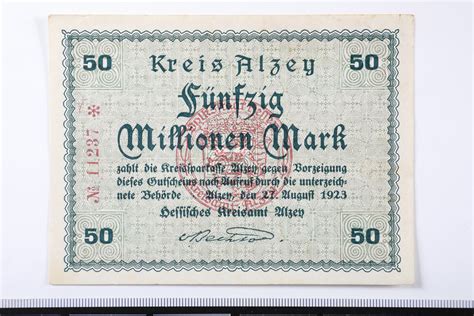 50 Kreis Alzey 50
Fünfzig
Millionen Mark
zahlt die Kreissparkasse Alzey gegen Vorzeigung
dieses Gutscheins nach Aufruf durch die unterzeich-
nete Behörde Alzey, den 27. August 1923
Hessisches Kreisamt Alzey
50 50
№ 11237 *